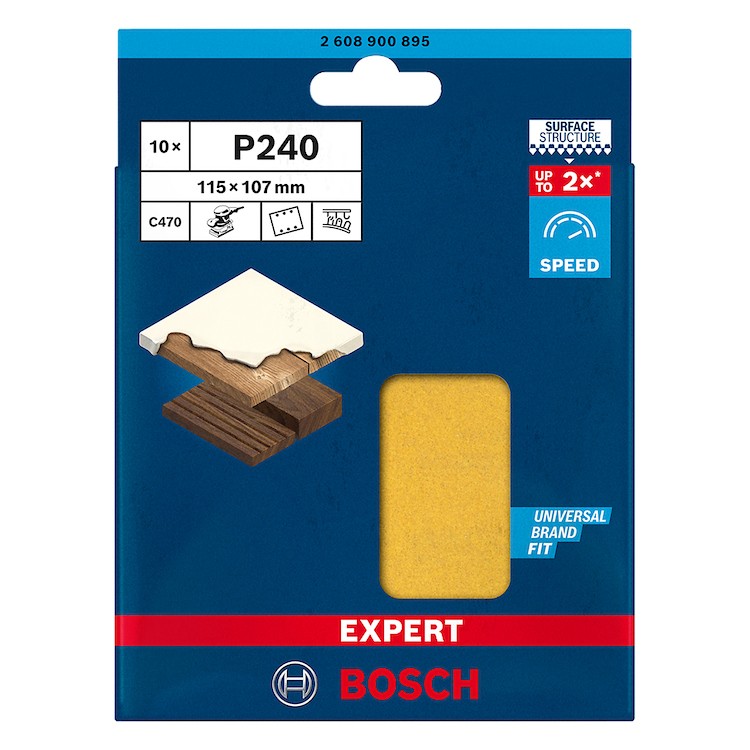 2 608 900 895
10× P240
115 × 107 mm
C470
SURFACE
STRUCTURE
UP TO 2×*
SPEED
UNIVERSAL
BRAND
FIT
EXPERT
BOSCH